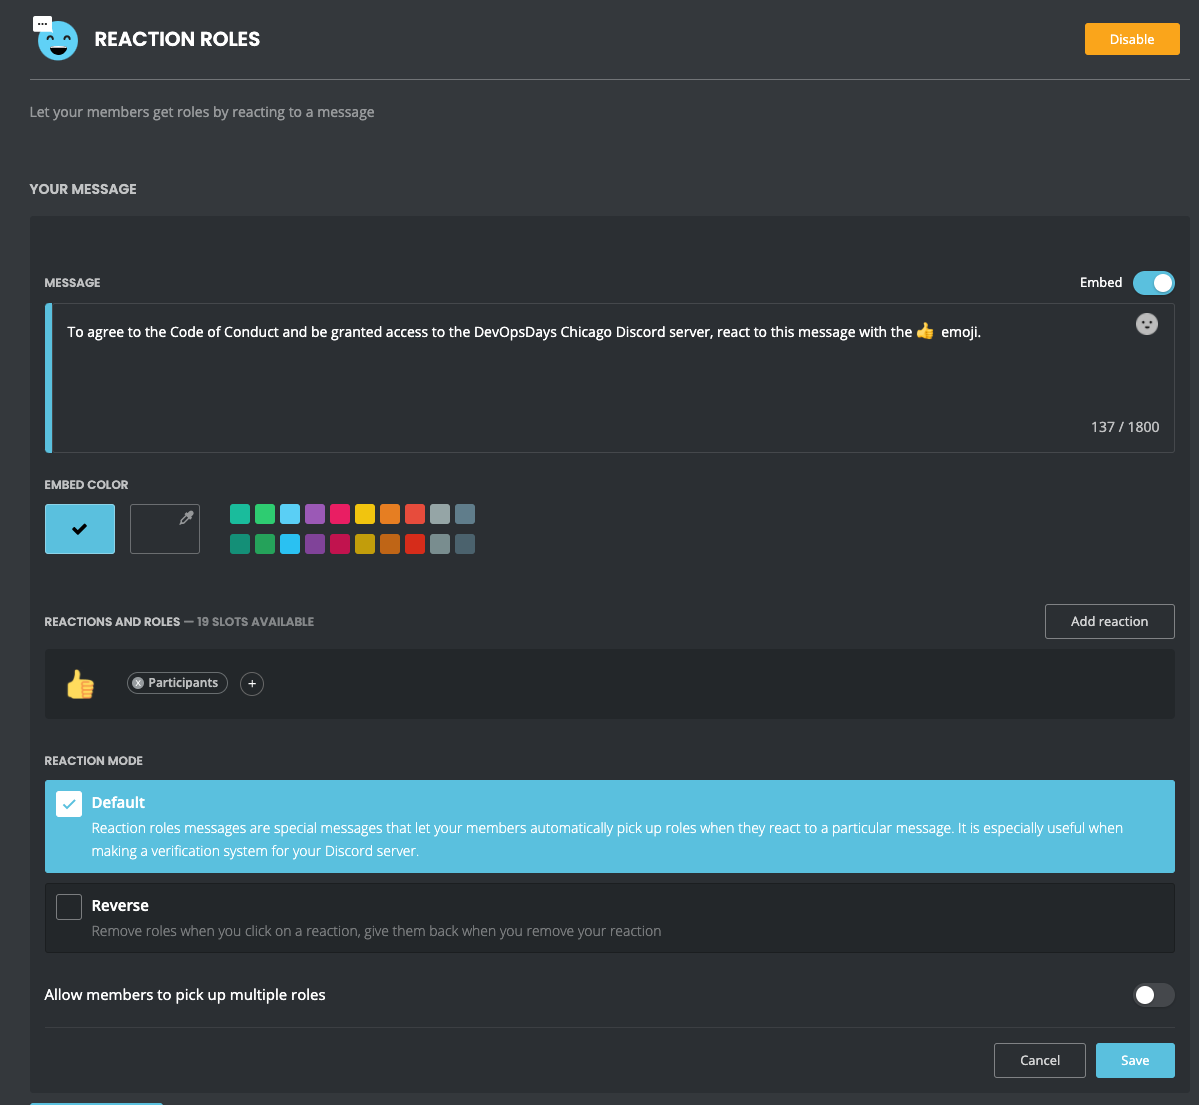 REACTION ROLES
Disable
Let your members get roles by reacting to a message
YOUR MESSAGE
MESSAGE
Embed
To agree to the Code of Conduct and be granted access to the DevOpsDays Chicago Discord server, react to this message with the 👍 emoji.
137 / 1800
EMBED COLOR
REACTIONS AND ROLES — 19 SLOTS AVAILABLE
Add reaction
Participants
+
REACTION MODE
Default
Reaction roles messages are special messages that let your members automatically pick up roles when they react to a particular message. It is especially useful when
making a verification system for your Discord server.
Reverse
Remove roles when you click on a reaction, give them back when you remove your reaction
Allow members to pick up multiple roles
Cancel
Save